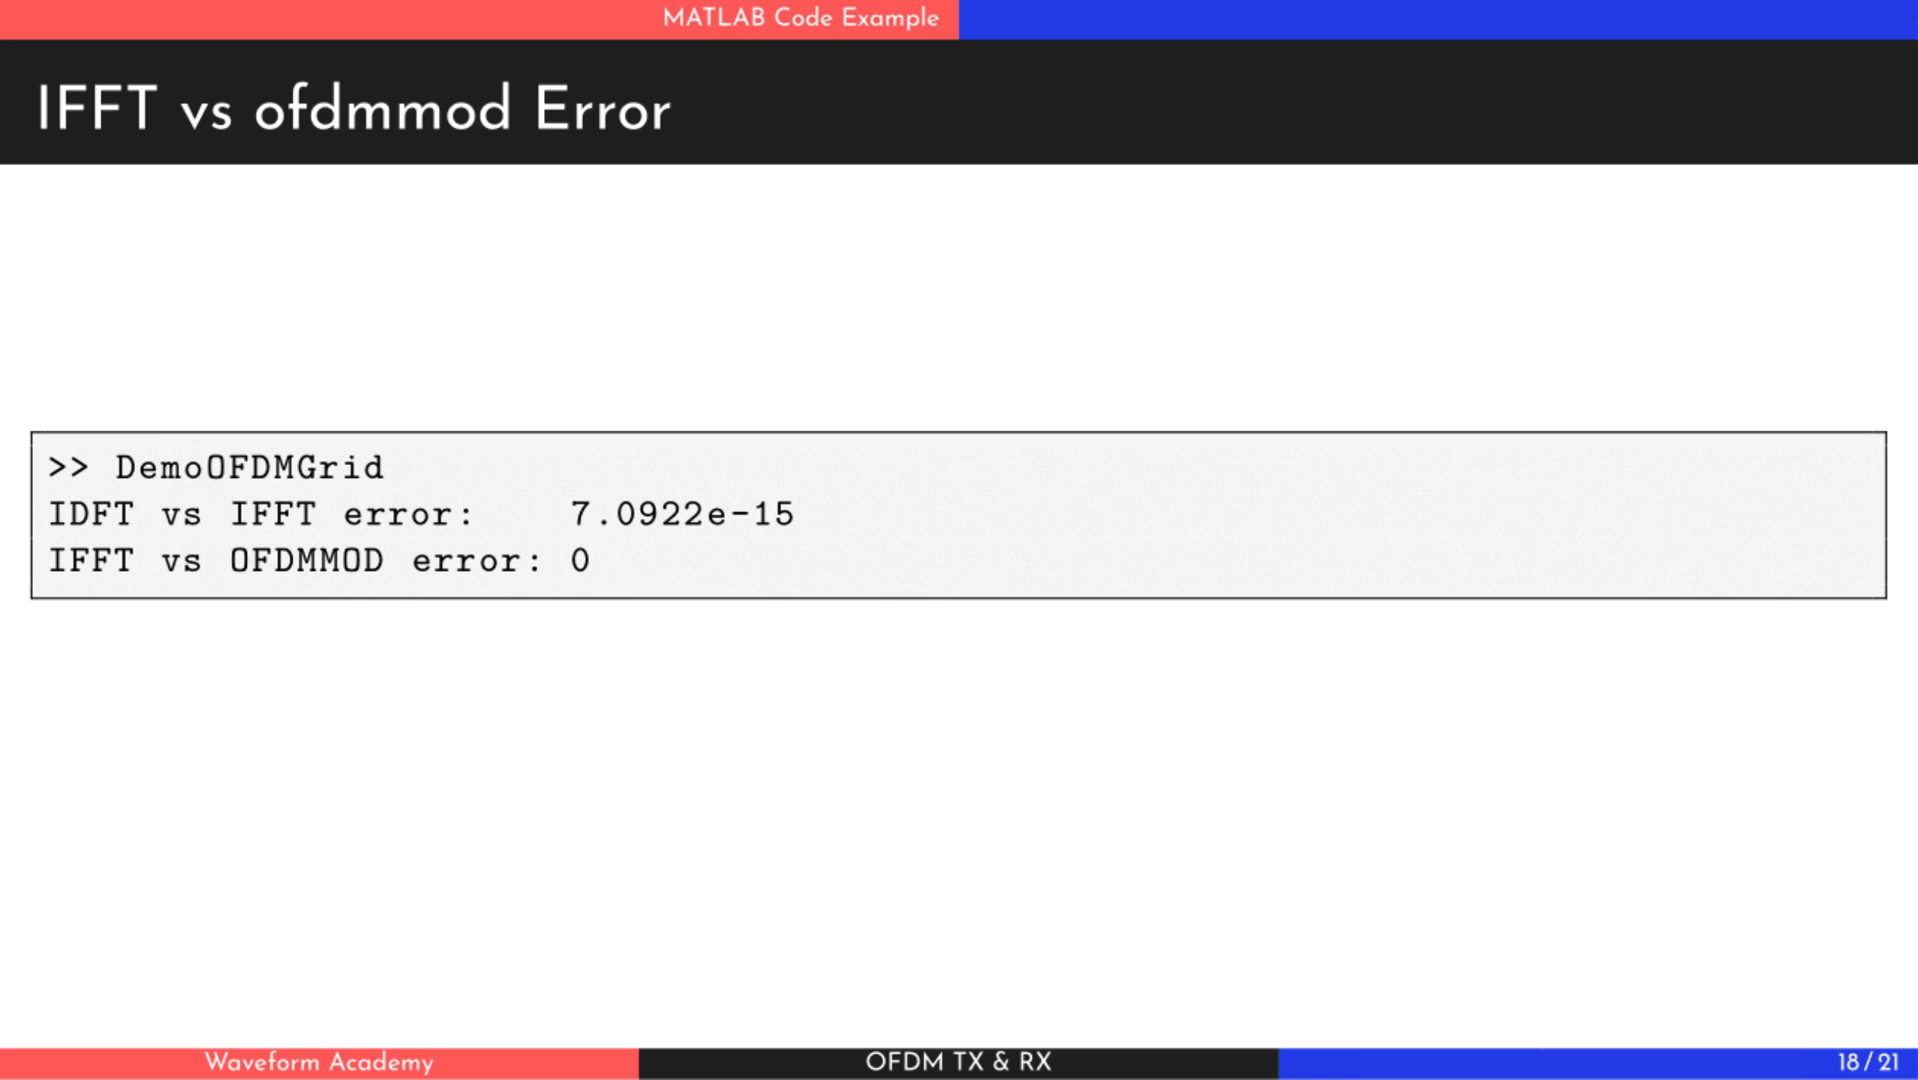 MATLAB Code Example
IFFT vs ofdmmod Error
>> DemoOFDMGrid
IDFT vs IFFT error:    7.0922e-15
IFFT vs OFDMMOD error: 0
Waveform Academy
OFDM TX & RX
18 / 21